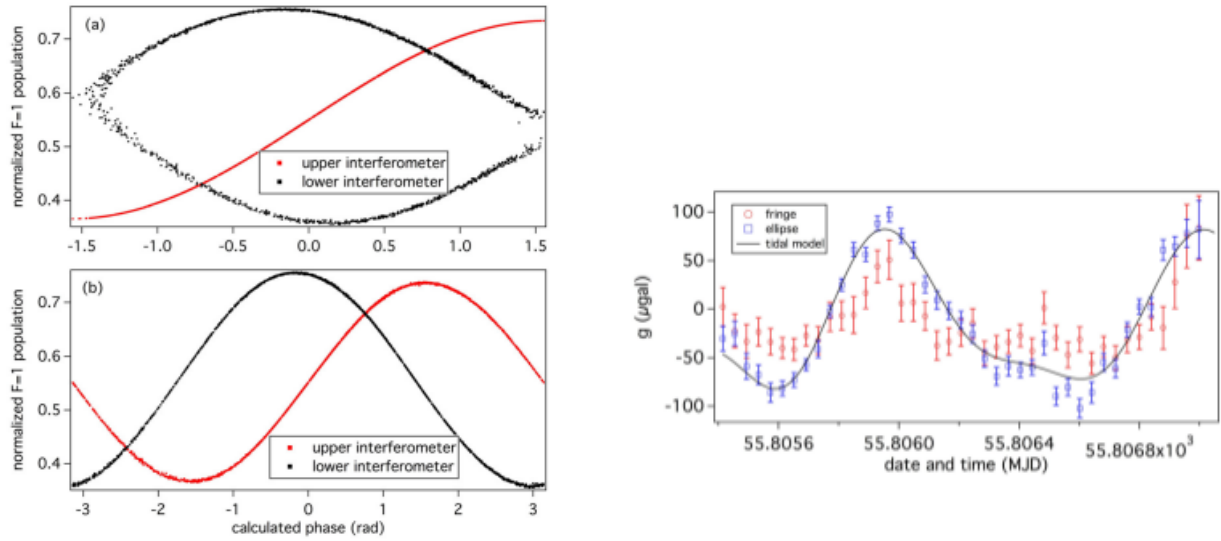 (a)
normalized F=1 population
0.7
0.6
0.5
0.4
upper interferometer
lower interferometer
-1.5 -1.0 -0.5 0.0 0.5 1.0 1.5
(b)
normalized F=1 population
0.7
0.6
0.5
0.4
upper interferometer
lower interferometer
-3 -2 -1 0 1 2 3
calculated phase (rad)
g (µgal)
100
50
0
-50
-100
fringe
ellipse
tidal model
55.8056 55.8060 55.8064 55.8068x10³
date and time (MJD)